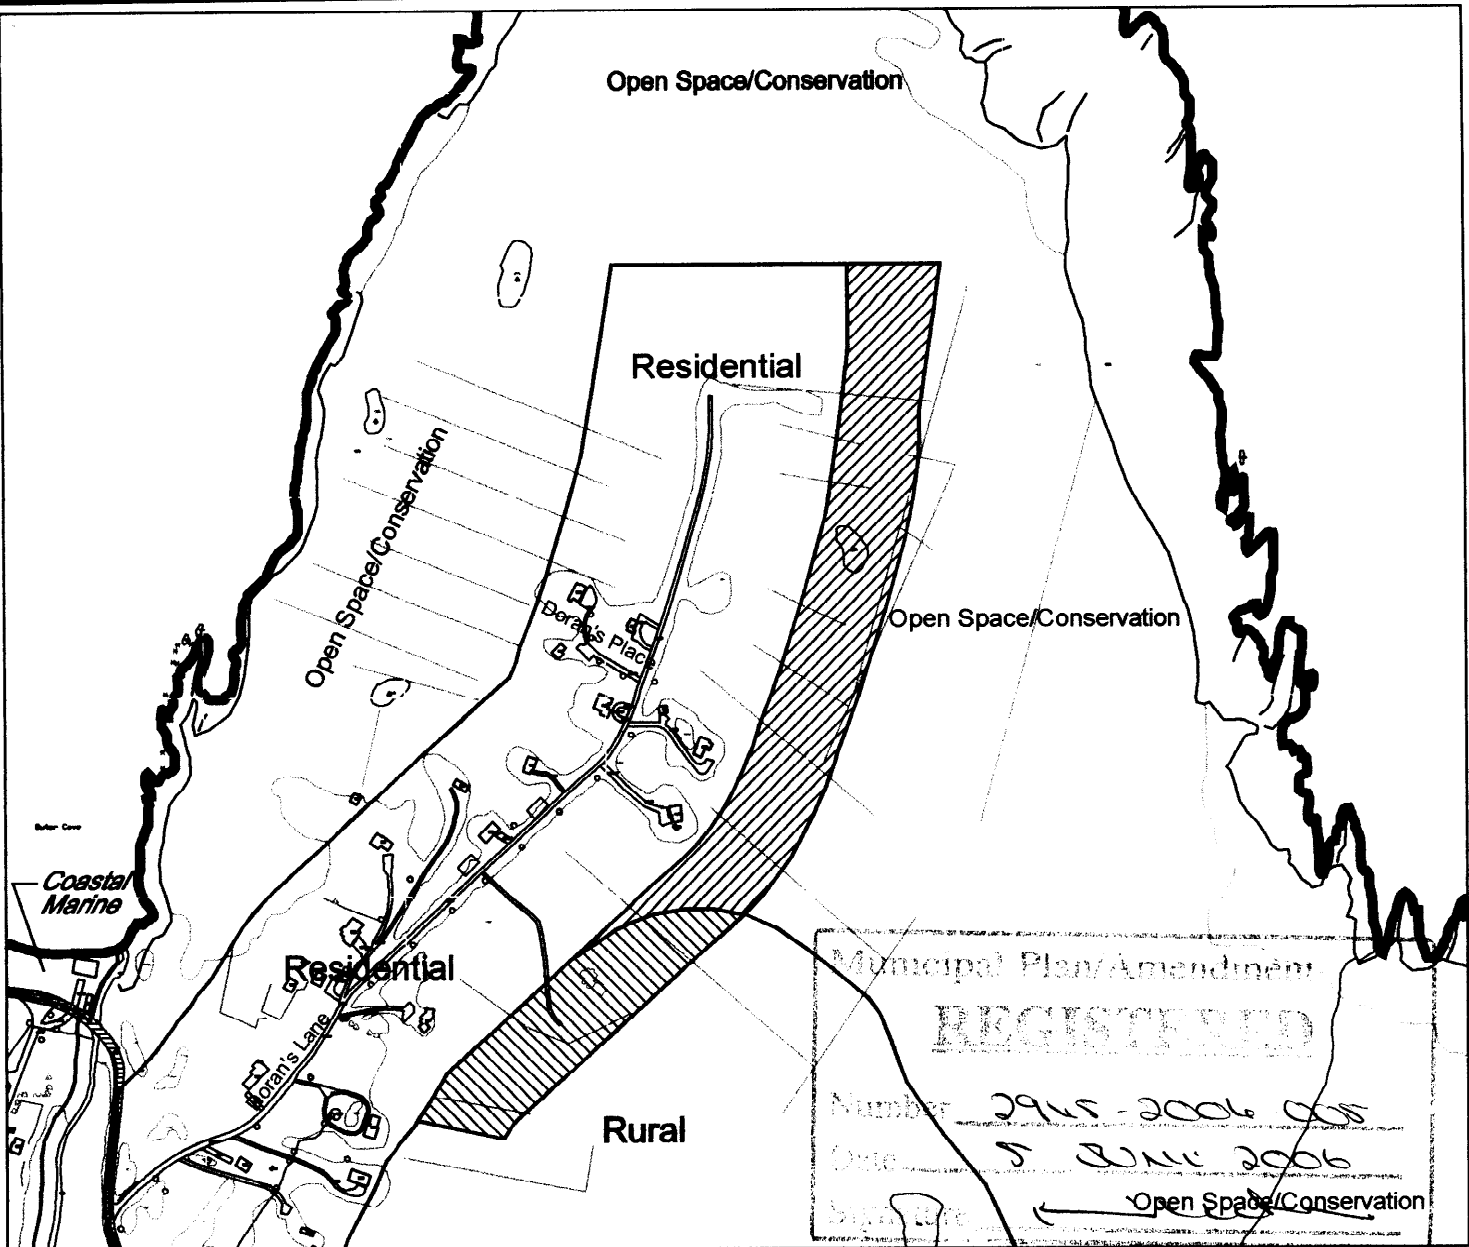 Open Space/Conservation
Residential
Open Space/Conservation
Doran's Place
Open Space/Conservation
Coastal
Marine
Residential
Doran's Lane
Rural
Municipal Plan/Amendment
REGISTERED
Number 2945-2006-005
Date 5 June 2006
Signature
Open Space/Conservation